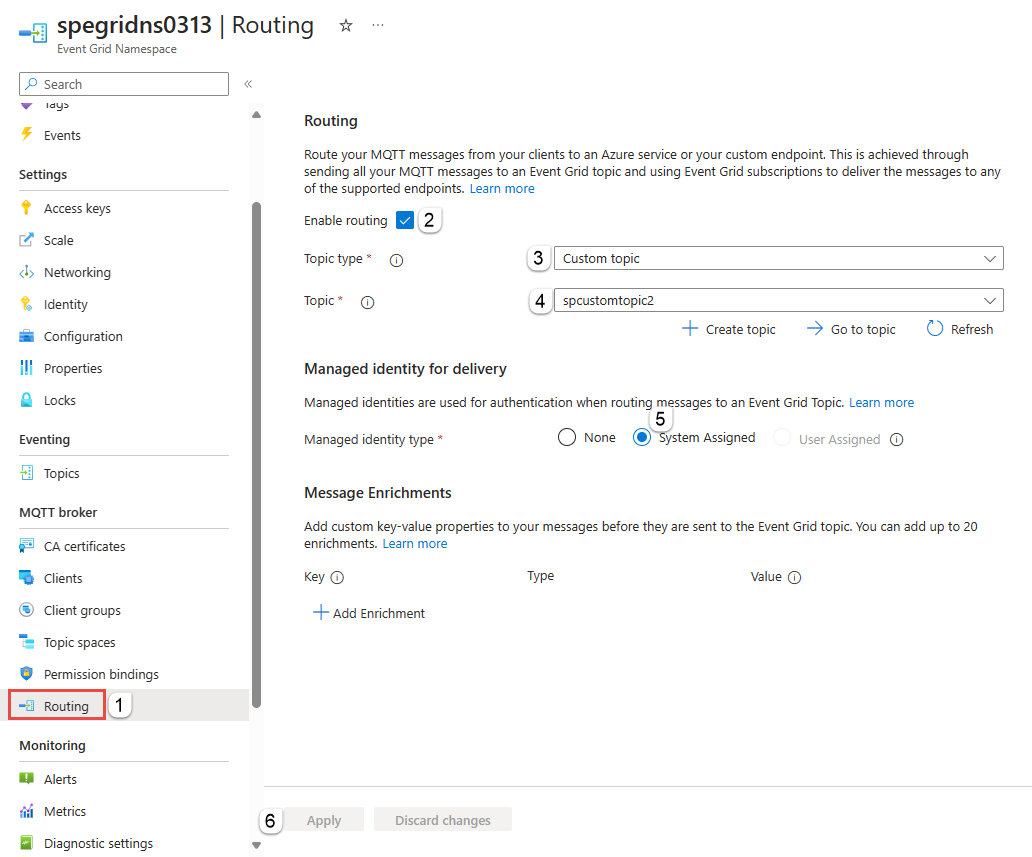 spegridns0313 | Routing ☆ ...
Event Grid Namespace
Search «
Tags
Events
Settings
Access keys
Scale
Networking
Identity
Configuration
Properties
Locks
Eventing
Topics
MQTT broker
CA certificates
Clients
Client groups
Topic spaces
Permission bindings
Routing 1
Monitoring
Alerts
Metrics
Diagnostic settings
Routing
Route your MQTT messages from your clients to an Azure service or your custom endpoint. This is achieved through
sending all your MQTT messages to an Event Grid topic and using Event Grid subscriptions to deliver the messages to any
of the supported endpoints. Learn more
Enable routing 2
Topic type * 3 Custom topic
Topic * 4 spcustomtopic2
Create topic Go to topic Refresh
Managed identity for delivery
Managed identities are used for authentication when routing messages to an Event Grid Topic. Learn more
5
Managed identity type * None System Assigned User Assigned
Message Enrichments
Add custom key-value properties to your messages before they are sent to the Event Grid topic. You can add up to 20
enrichments. Learn more
Key Type Value
Add Enrichment
6 Apply Discard changes